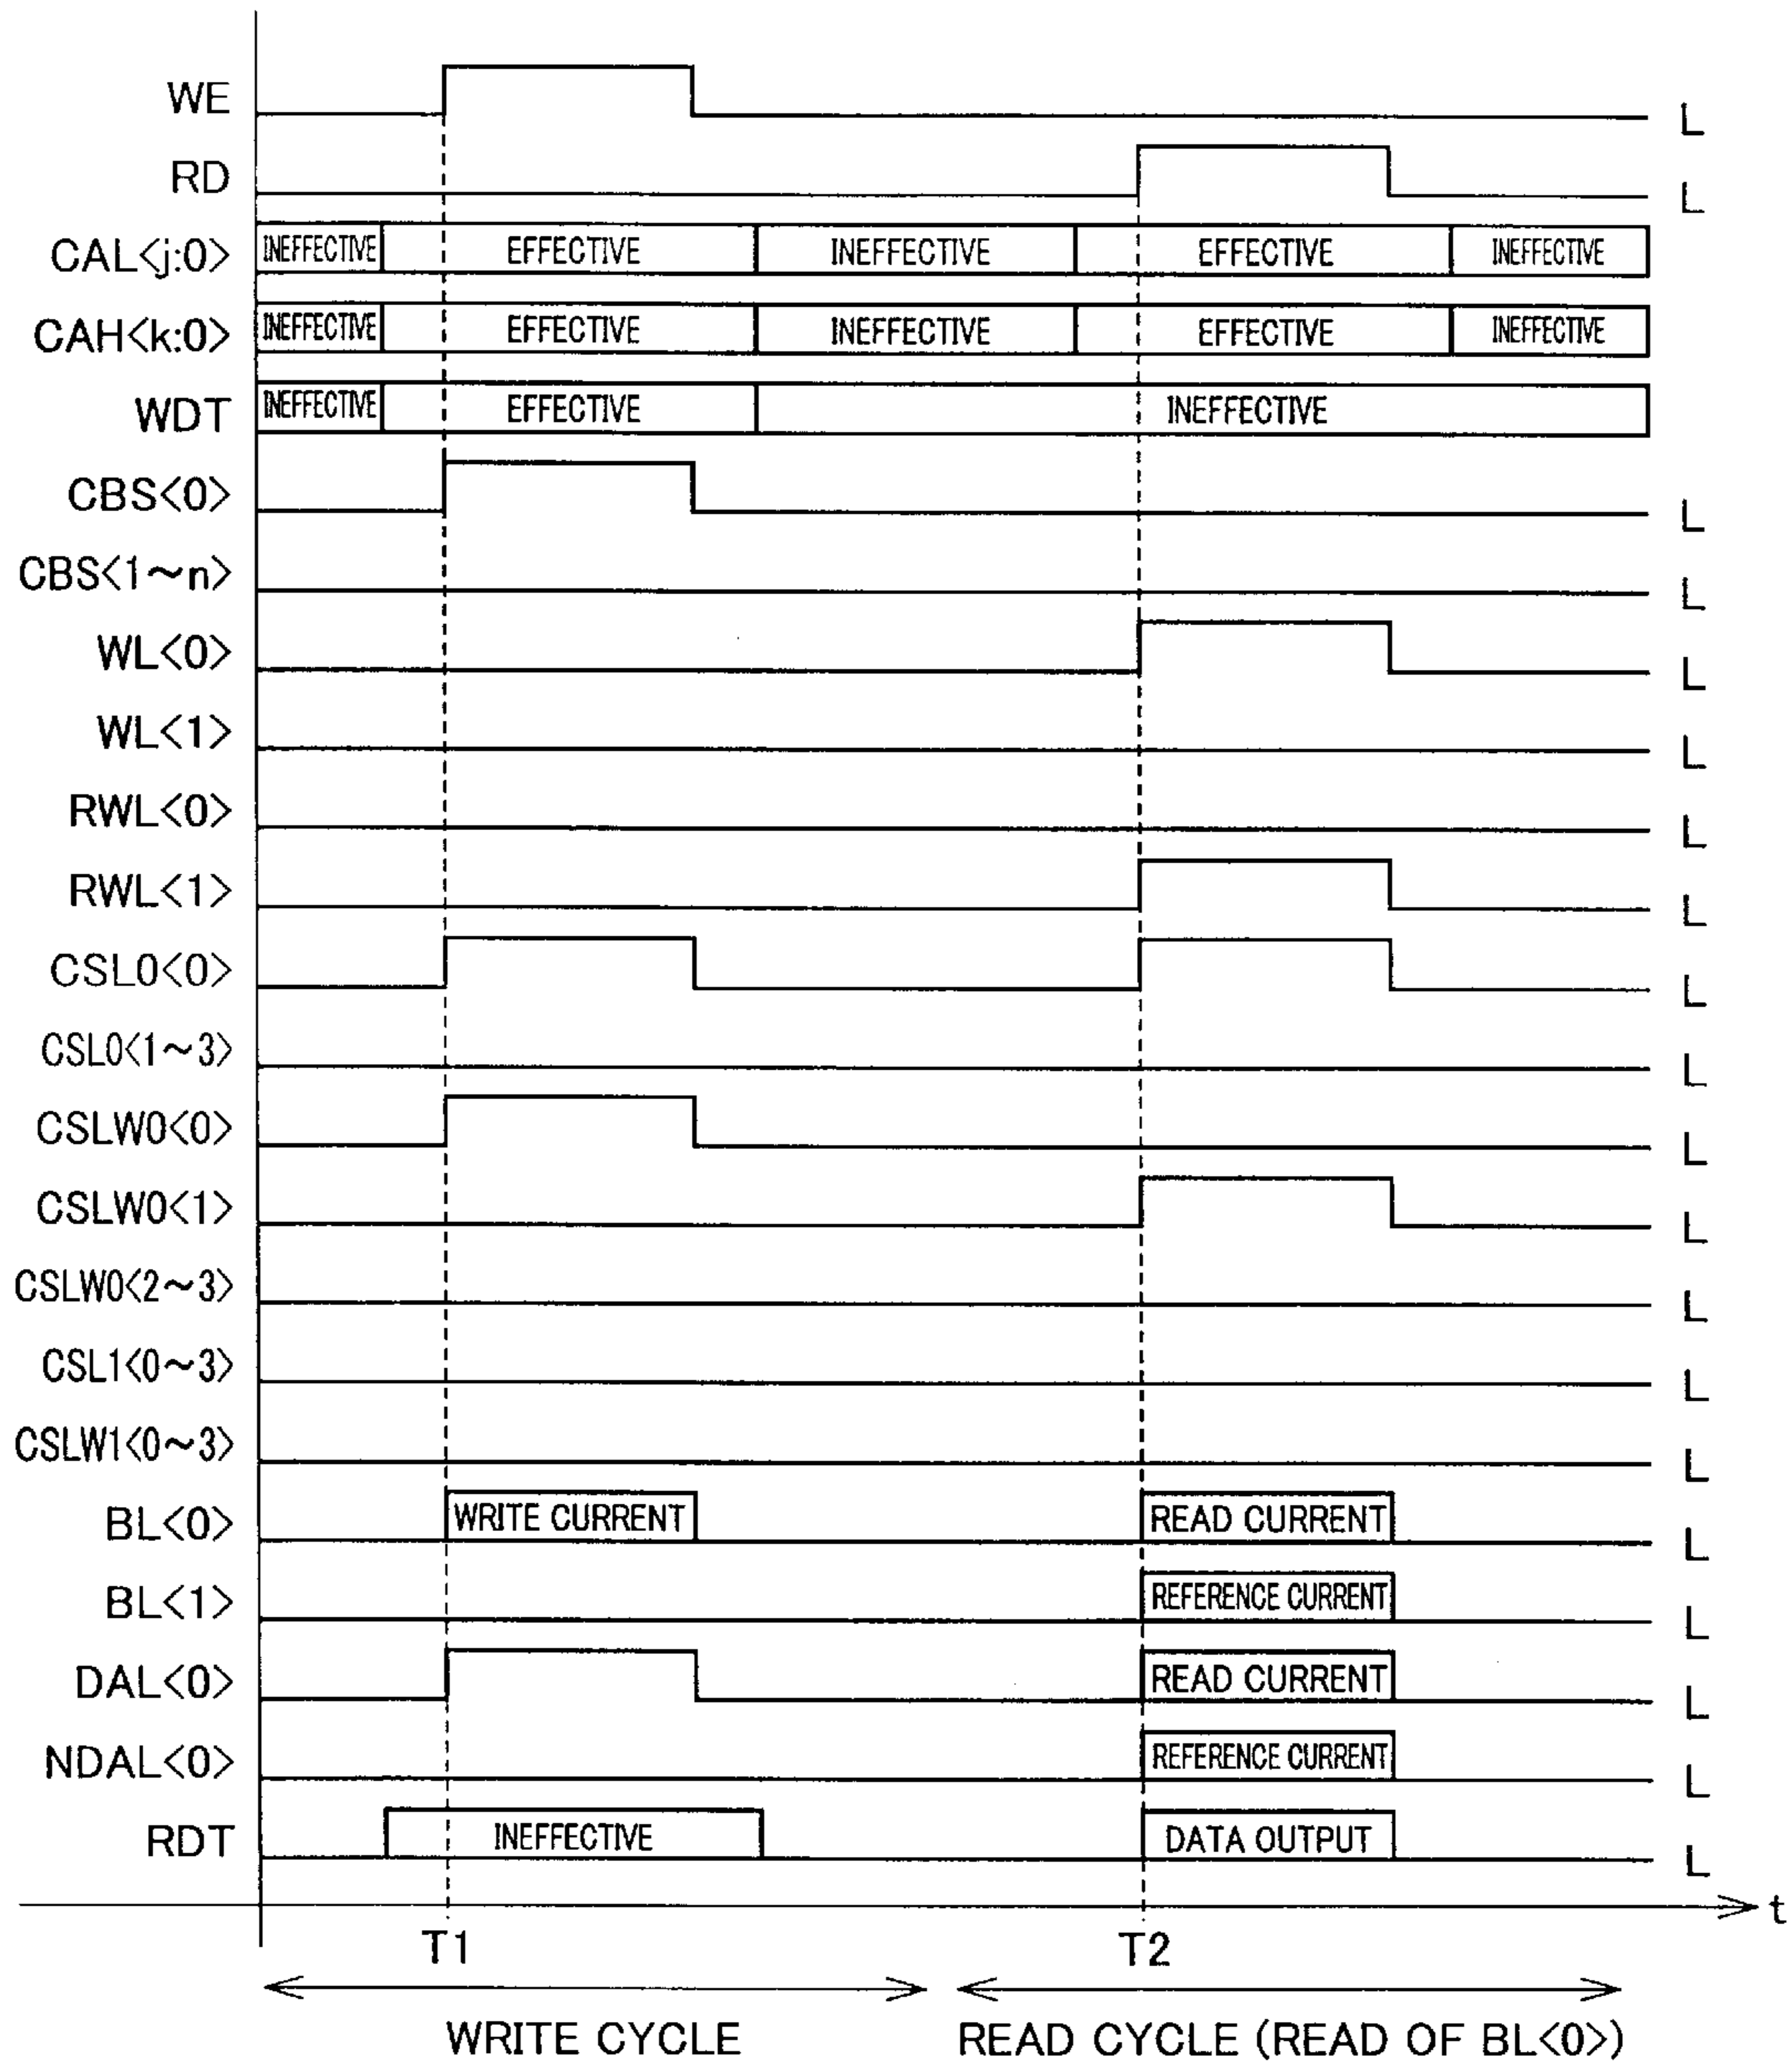 WE L
RD L
CAL<j:0> INEFFECTIVE EFFECTIVE INEFFECTIVE EFFECTIVE INEFFECTIVE
CAH<k:0> INEFFECTIVE EFFECTIVE INEFFECTIVE EFFECTIVE INEFFECTIVE
WDT INEFFECTIVE EFFECTIVE INEFFECTIVE
CBS<0> L
CBS<1~n> L
WL<0> L
WL<1> L
RWL<0> L
RWL<1> L
CSL0<0> L
CSL0<1~3> L
CSLW0<0> L
CSLW0<1> L
CSLW0<2~3> L
CSL1<0~3> L
CSLW1<0~3> L
BL<0> WRITE CURRENT READ CURRENT L
BL<1> REFERENCE CURRENT L
DAL<0> READ CURRENT L
NDAL<0> REFERENCE CURRENT L
RDT INEFFECTIVE DATA OUTPUT L
t
T1 T2
WRITE CYCLE READ CYCLE (READ OF BL<0>)